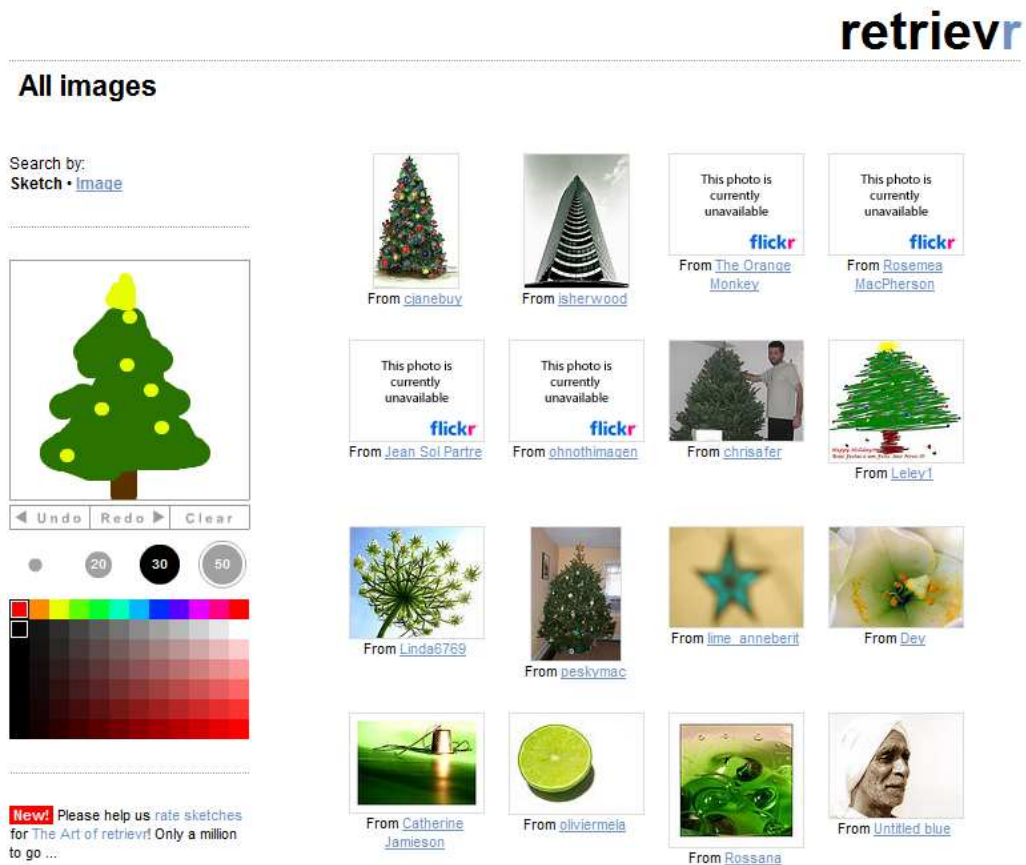 retrievr
All images
Search by:
Sketch • Image
This photo is
currently
unavailable
flickr
This photo is
currently
unavailable
flickr
From cjanebuy
From isherwood
From The Orange
Monkey
From Rosemea
MacPherson
This photo is
currently
unavailable
flickr
This photo is
currently
unavailable
flickr
From Jean Sol Partre
From ohnothimagen
From chrisafer
From Leley1
Undo
Redo
Clear
20
30
50
From Linda6769
From peskymac
From lime_anneberit
From Dey
New! Please help us rate sketches
for The Art of retrievr! Only a million
to go ...
From Catherine
Jamieson
From oliviermela
From Rossana
From Untitled blue